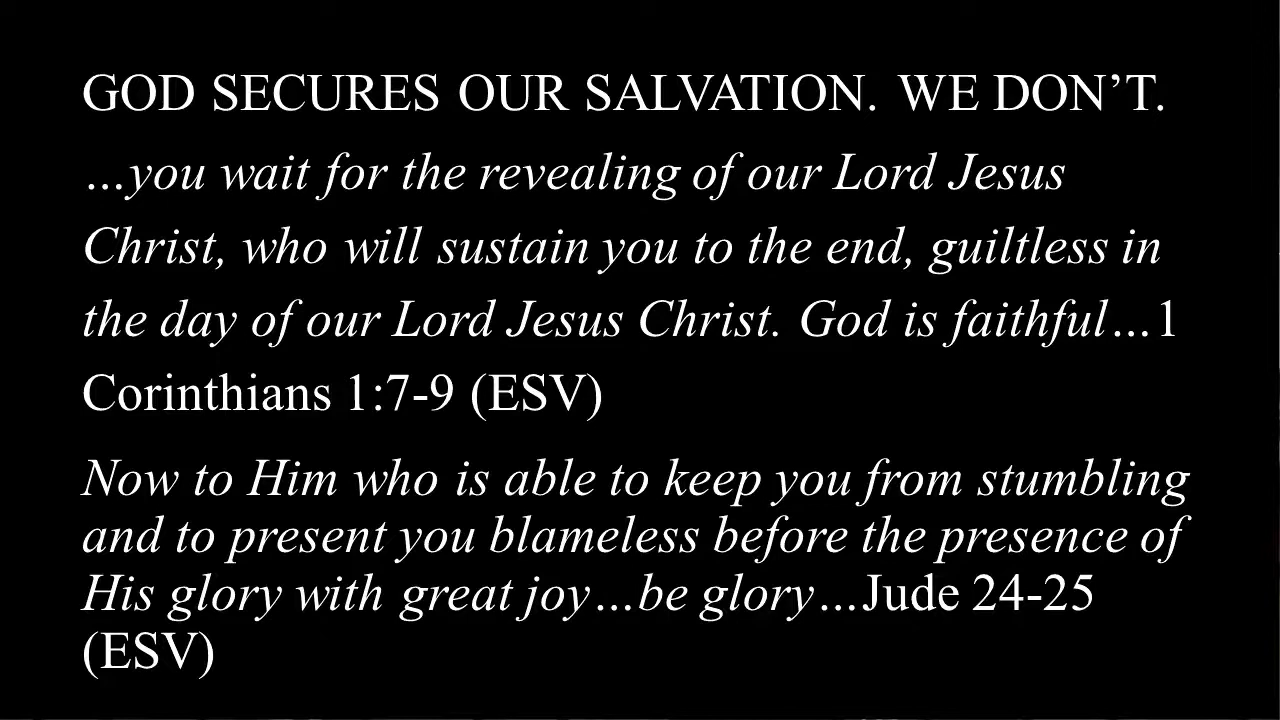 GOD SECURES OUR SALVATION. WE DON’T.
…you wait for the revealing of our Lord Jesus
Christ, who will sustain you to the end, guiltless in
the day of our Lord Jesus Christ. God is faithful…1
Corinthians 1:7-9 (ESV)
Now to Him who is able to keep you from stumbling
and to present you blameless before the presence of
His glory with great joy…be glory…Jude 24-25
(ESV)